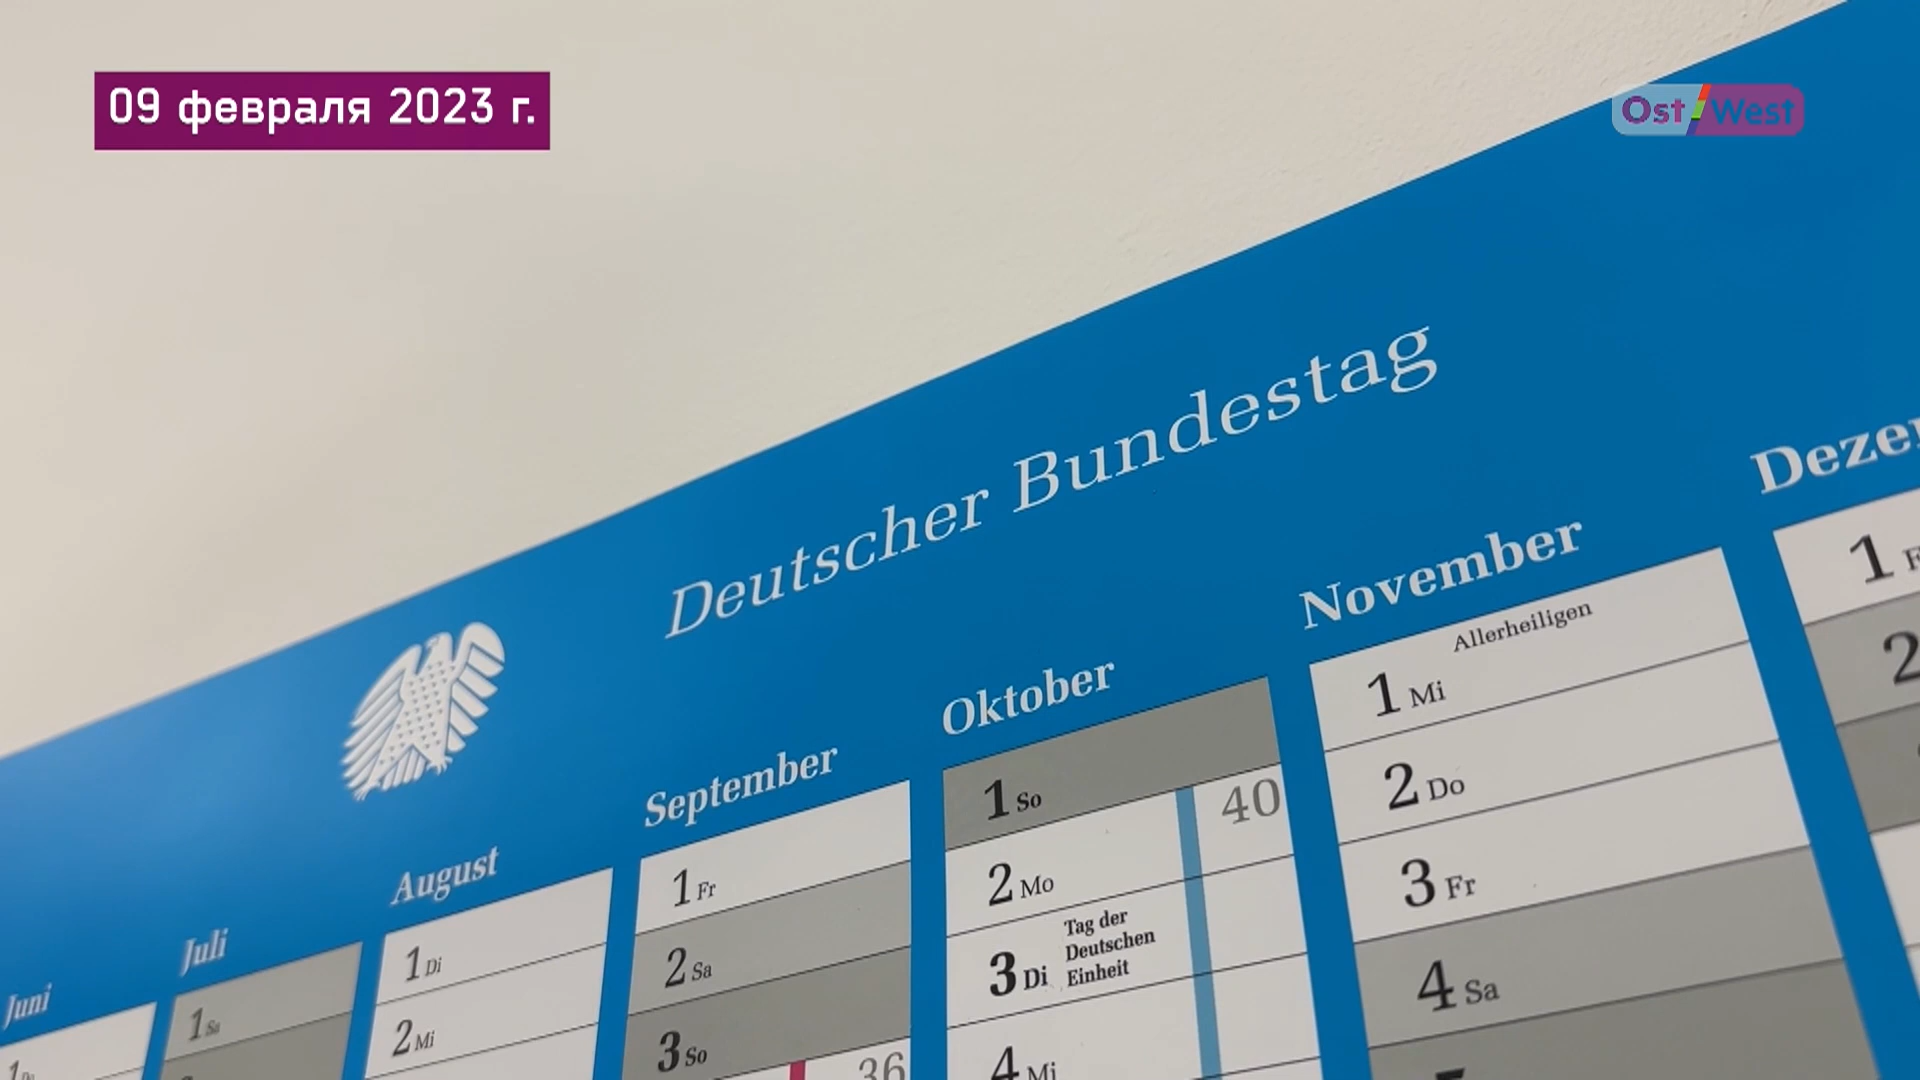 09 февраля 2023 г.
Ost/West
Deutscher Bundestag
Juni
Juli
1 Sa
August
1 Di
2 Mi
September
1 Fr
2 Sa
3 So
36
Oktober
1 So
40
2 Mo
3 Di
Tag der
Deutschen
Einheit
4 Mi
November
Allerheiligen
1 Mi
2 Do
3 Fr
4 Sa
1
2